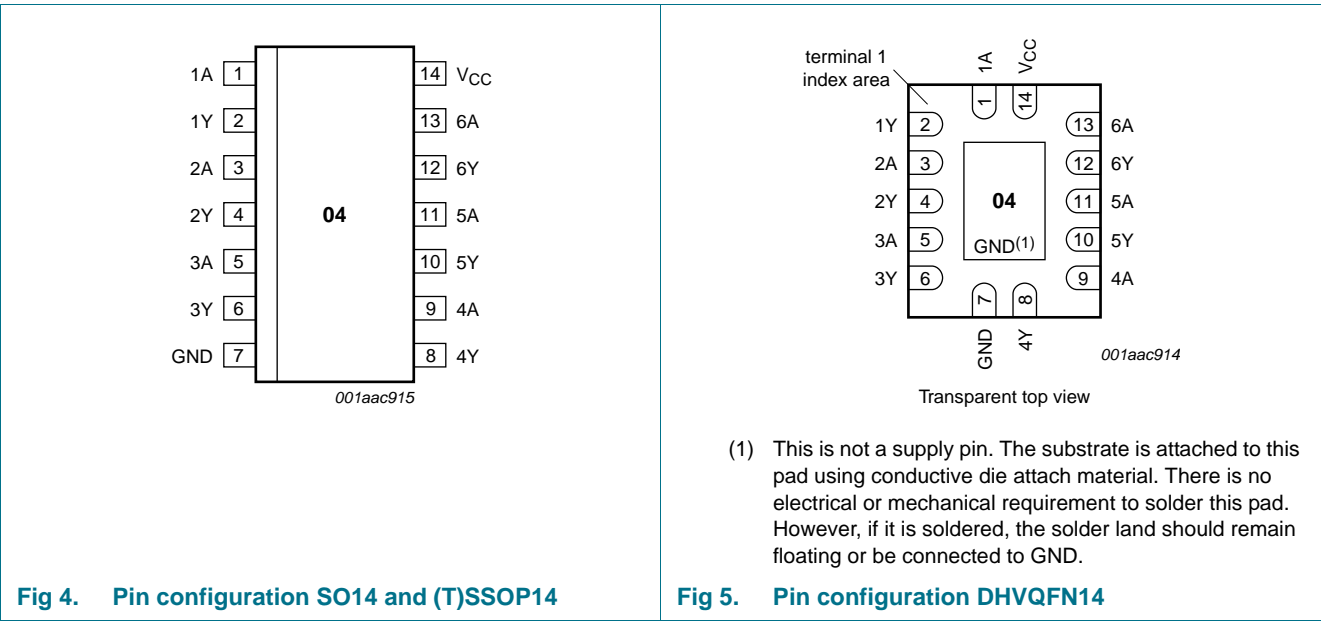 1A 1 14 VCC
1Y 2 13 6A
2A 3 12 6Y
2Y 4 04 11 5A
3A 5 10 5Y
3Y 6 9 4A
GND 7 8 4Y
001aac915
Fig 4. Pin configuration SO14 and (T)SSOP14
terminal 1
index area
1A VCC
1 14
1Y 2 13 6A
2A 3 12 6Y
2Y 4 04 11 5A
3A 5 GND(1) 10 5Y
3Y 6 9 4A
7 8
GND 4Y
001aac914
Transparent top view
(1) This is not a supply pin. The substrate is attached to this
pad using conductive die attach material. There is no
electrical or mechanical requirement to solder this pad.
However, if it is soldered, the solder land should remain
floating or be connected to GND.
Fig 5. Pin configuration DHVQFN14